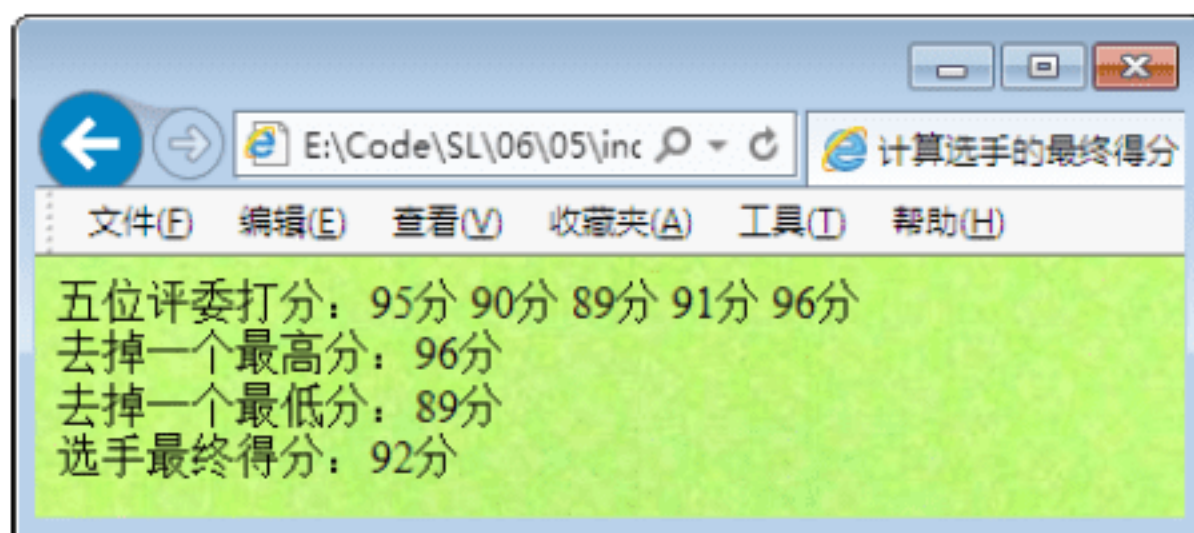 E:\Code\SL\06\05\inc
计算选手的最终得分
文件(F) 编辑(E) 查看(V) 收藏夹(A) 工具(T) 帮助(H)
五位评委打分：95分 90分 89分 91分 96分
去掉一个最高分：96分
去掉一个最低分：89分
选手最终得分：92分